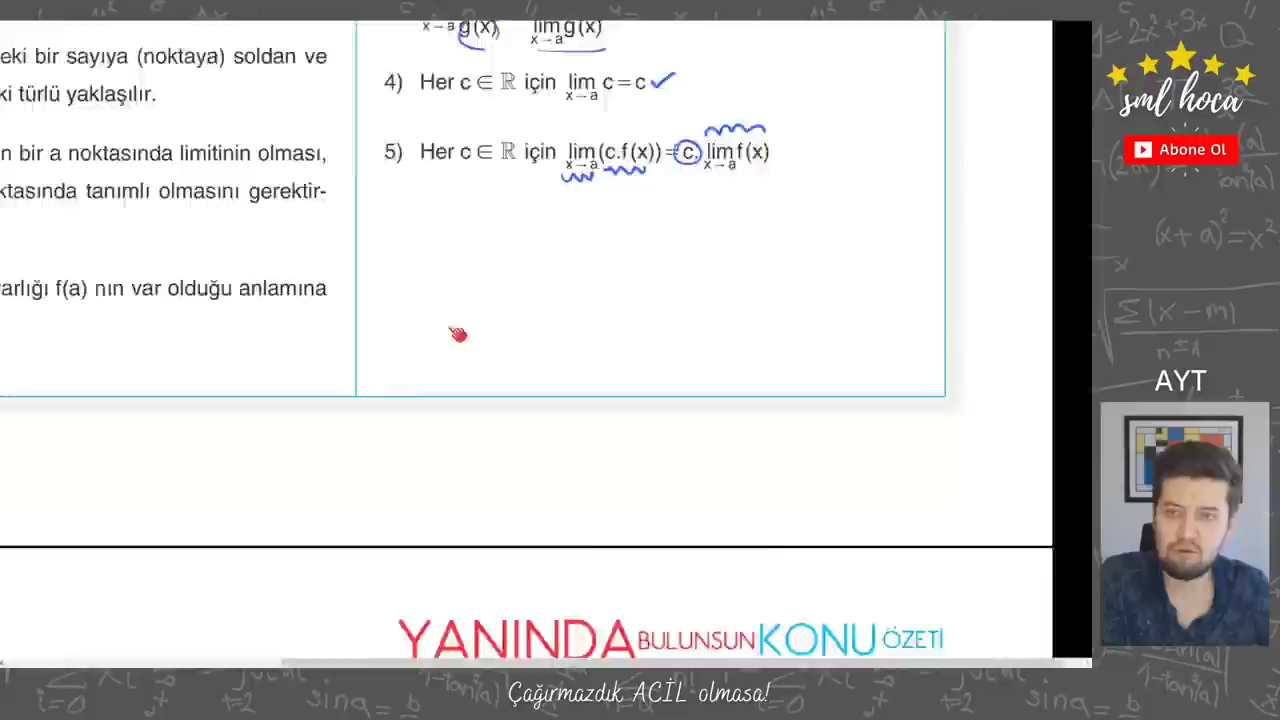 eki bir sayıya (noktaya) soldan ve
ki türlü yaklaşılır.
n bir a noktasında limitinin olması,
ktasında tanımlı olmasını gerektir-
arlığı f(a) nın var olduğu anlamına
x→a g(x) lim g(x)
x→a
4) Her c ∈ ℝ için lim c = c ✓
x→a
5) Her c ∈ ℝ için lim (c.f(x)) = c. lim f(x)
x→a x→a
YANINDA BULUNSUN KONU ÖZETİ
sml hoca
Abone Ol
(x+a)²=x²
Σ(x-m)
AYT
Çağırmazdık ACİL olmasa!